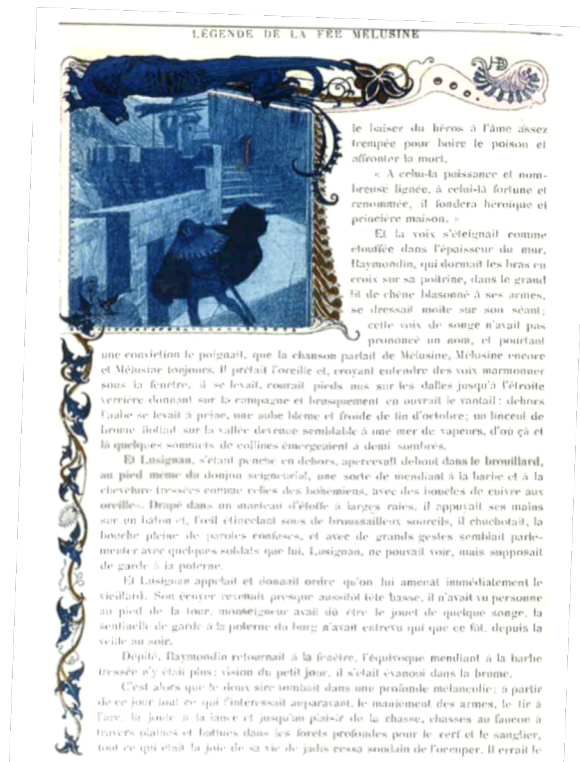 LÉGENDE DE LA FÉE MÉLUSINE
le baiser du héros à l'âme assez
trempée pour boire le poison et
affronter la mort.
« A celui-là puissance et nom-
breuse lignée, à celui-là fortune et
renommée, il fondera héroïque et
princière maison. »
Et la voix s'éteignait comme
étouffée dans l'épaisseur du mur,
Raymondin, qui dormait les bras en
croix sur sa poitrine, dans le grand
lit de chêne blasonné à ses armes,
se dressait moite sur son séant;
cette voix de songe n'avait pas
prononcé un nom, et pourtant
une conviction le poignait, que la chanson parlait de Mélusine, Mélusine encore
et Mélusine toujours. Il prêtait l'oreille et, croyant entendre des voix marmonner
sous la fenêtre, il se levait, courait pieds nus sur les dalles jusqu'à l'étroite
verrière donnant sur la campagne et brusquement en ouvrait le vantail : dehors
l'aube se levait à peine, une aube blême et froide de fin d'octobre; un linceul de
brume flottait sur la vallée devenue semblable à une mer de vapeurs, d'où çà et
là quelques sommets de collines émergeaient à demi sombrés.
Et Lusignan, s'étant penché en dehors, apercevait debout dans le brouillard,
au pied même du donjon seigneurial, une sorte de mendiant à la barbe et à la
chevelure tressées comme celles des bohémiens, avec des boucles de cuivre aux
oreilles. Drapé dans un manteau d'étoffe à larges raies, il appuyait ses mains
sur un bâton et, l'œil étincelant sous de broussailleux sourcils, il chuchotait, la
bouche pleine de paroles confuses, et avec de grands gestes semblait parle-
menter avec quelques soldats que lui, Lusignan, ne pouvait voir, mais supposait
de garde à la poterne.
Et Lusignan appelait et donnait ordre qu'on lui amenât immédiatement le
vieillard. Son écuyer revenait presque aussitôt tête basse, il n'avait vu personne
au pied de la tour, monseigneur avait dû être le jouet de quelque songe, la
sentinelle de garde à la poterne du burg n'avait entrevu qui que ce fût, depuis la
veille au soir.
Dépité, Raymondin retournait à la fenêtre, l'équivoque mendiant à la barbe
tressée n'y était plus; vision du petit jour, il s'était évanoui dans la brume.
C'est alors que le doux sire tombait dans une profonde mélancolie; à partir
de ce jour tout ce qui l'intéressait auparavant, le maniement des armes, le tir à
l'arc, la joute à la lance et jusqu'au plaisir de la chasse, chasses au faucon à
travers plaines et battues dans les forêts profondes pour le cerf et le sanglier,
tout ce qui était la joie de sa vie de jadis cessa soudain de l'occuper. Il errait le